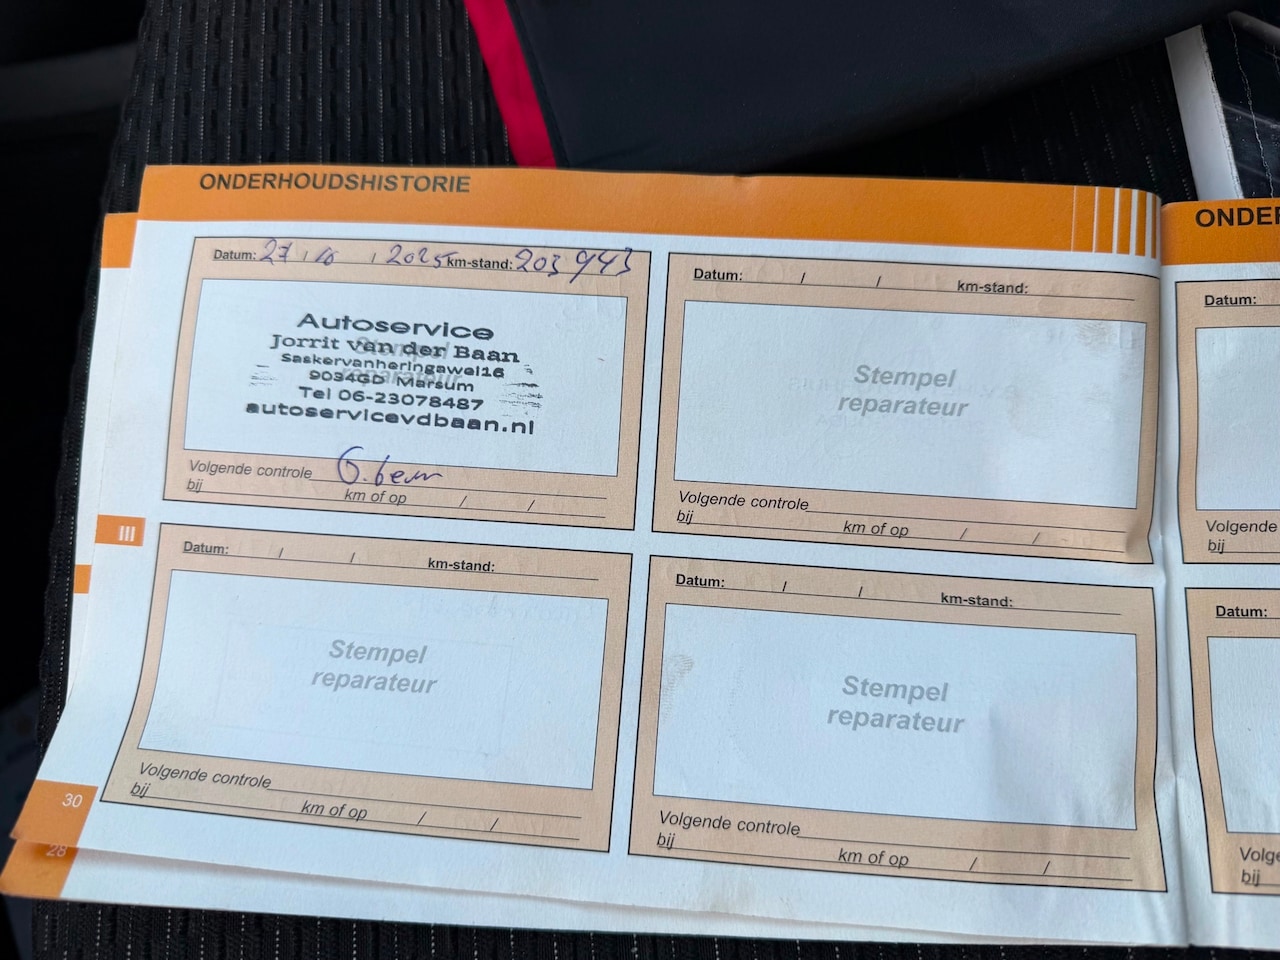 ONDERHOUDSHISTORIE
Datum: 27 / 10 / 2025 km-stand: 203 943
Autoservice
Jorrit van der Baan
Saskervanheringawei16
9034GD Marsum
Tel 06-23078487
autoservicevdbaan.nl
Stempel
reparateur
Volgende controle
bij km of op / /
Datum: / / km-stand:
Stempel
reparateur
Volgende controle
bij km of op / /
III
Datum: / / km-stand:
Stempel
reparateur
Volgende controle
bij km of op / /
Datum: / / km-stand:
Stempel
reparateur
Volgende controle
bij km of op / /
30
28
ONDER
Datum:
Volgende
bij
Datum:
Volge
bij